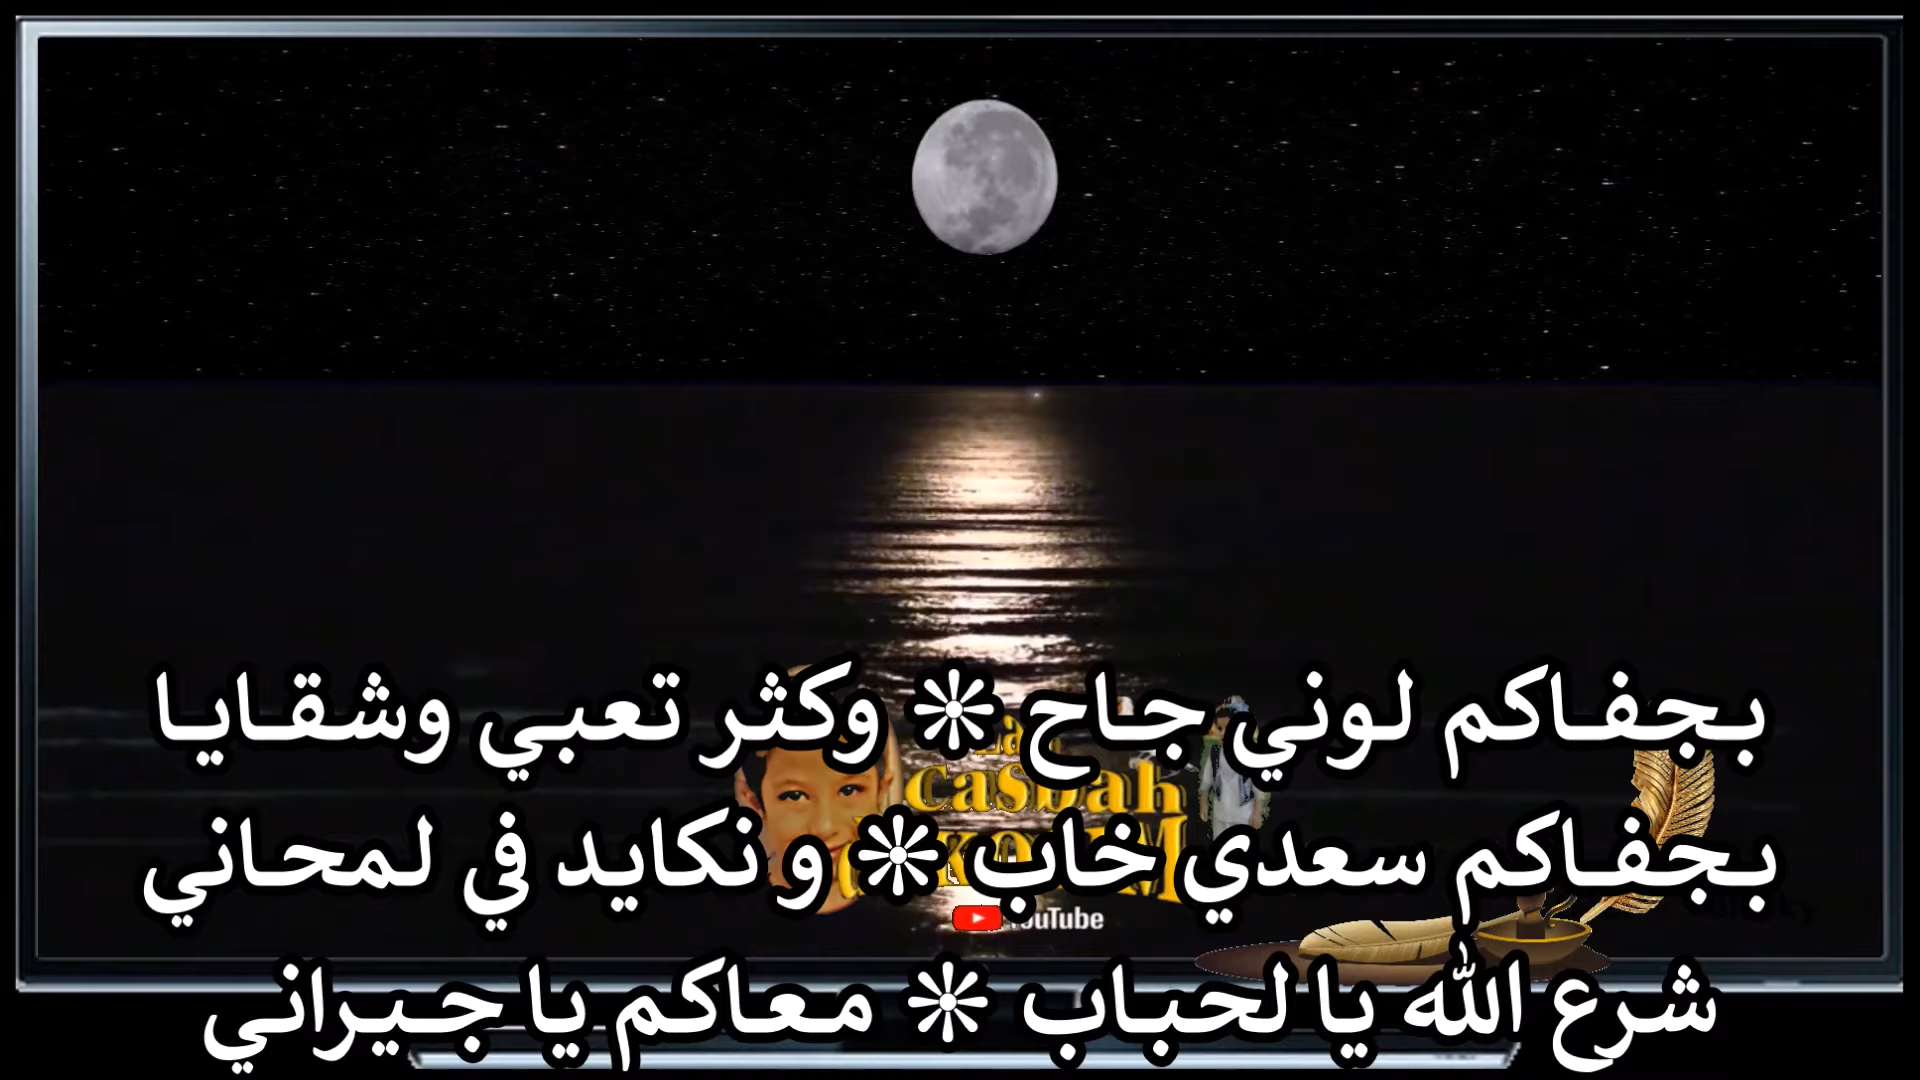 بجفاكم لوني جاح ❊ وكثر تعبي وشقايا
بجفاكم سعدي خاب ❊ و نكايد في لمحاني
شرع الله يا لحباب ❊ معاكم يا جيراني
casbah
YouTube